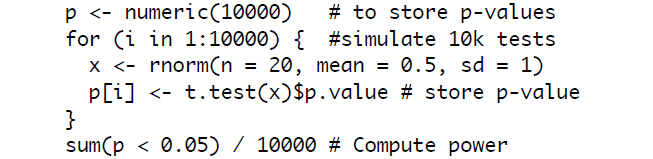 p <- numeric(10000)   # to store p-values
for (i in 1:10000) {  #simulate 10k tests
  x <- rnorm(n = 20, mean = 0.5, sd = 1)
  p[i] <- t.test(x)$p.value # store p-value
}
sum(p < 0.05) / 10000 # Compute power